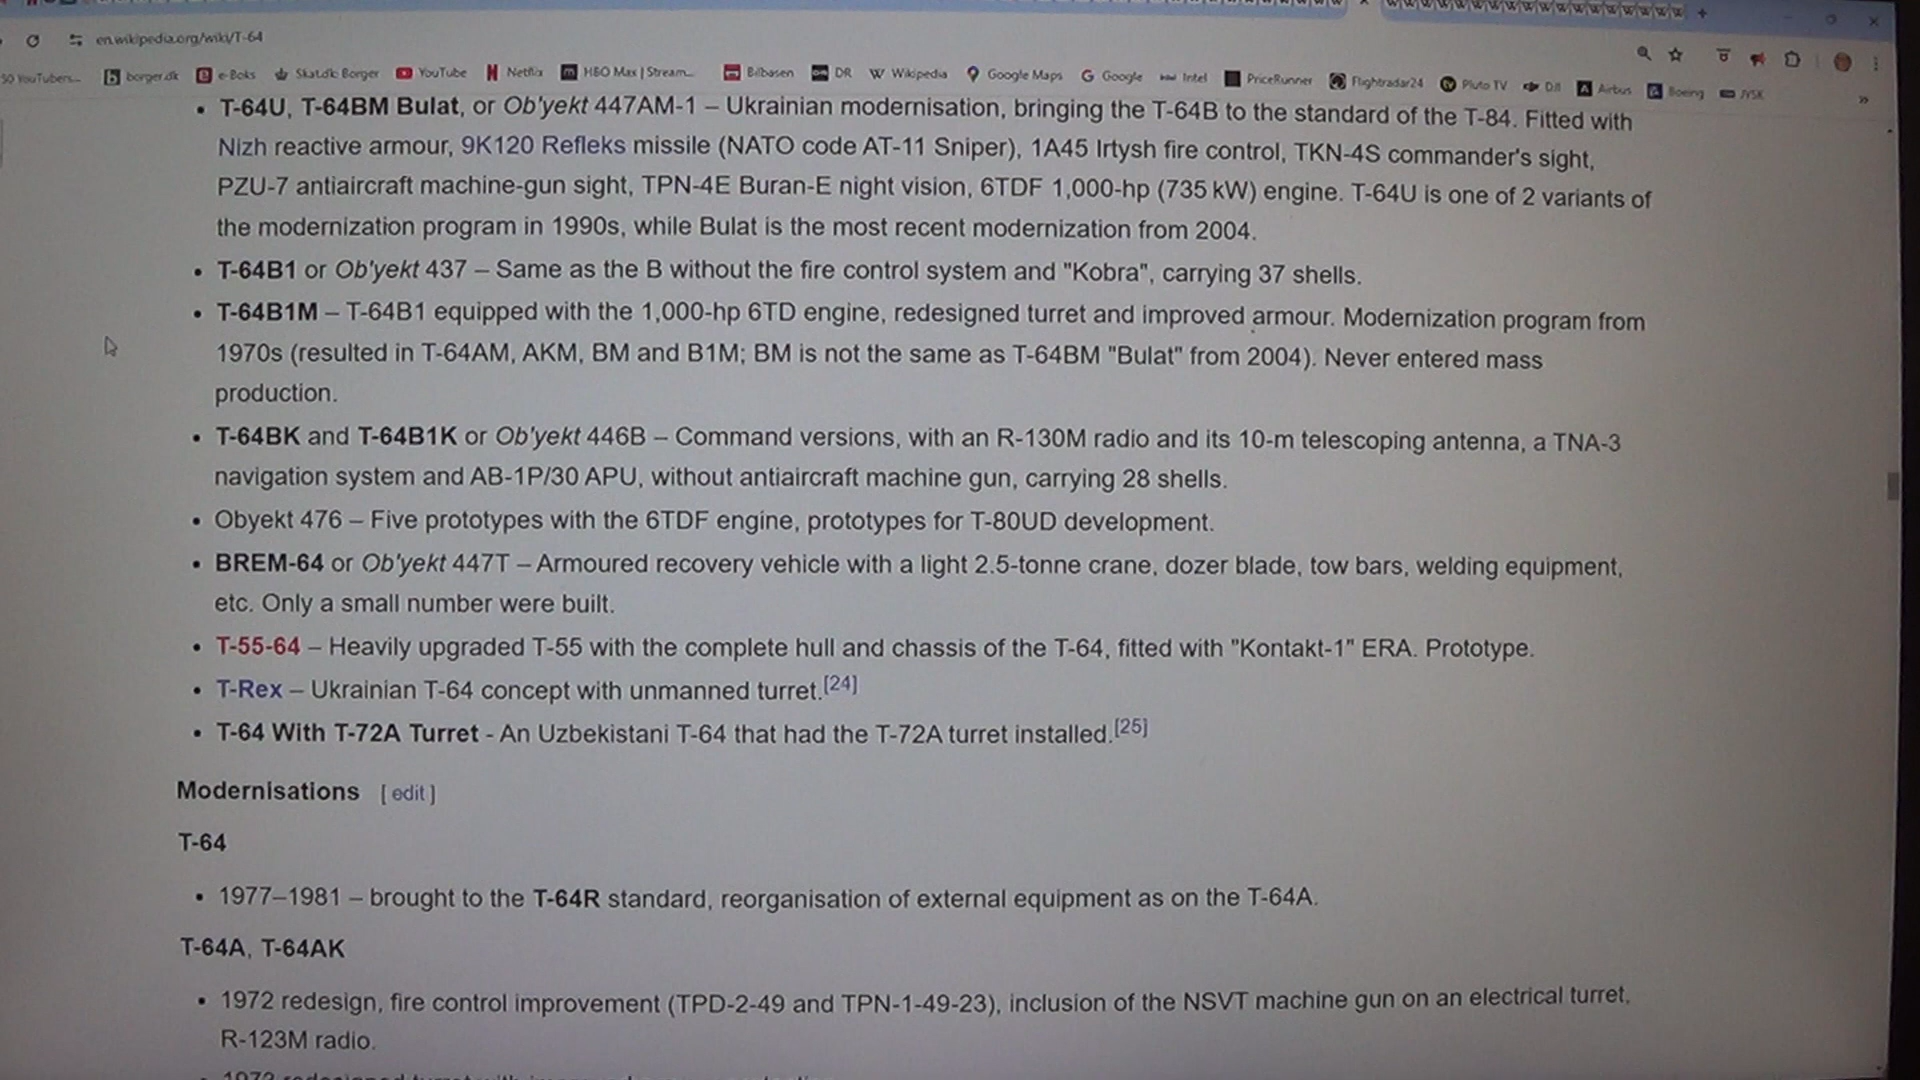 en.wikipedia.org/wiki/T-64
50 YouTubers... borger.dk e-Boks Skat.dk: Borger YouTube Netflix HBO Max | Stream... Bilbasen DR Wikipedia Google Maps Google Intel PriceRunner Flightradar24 Pluto TV DJI Airbus Boeing JYSK »
• T-64U, T-64BM Bulat, or Ob'yekt 447AM-1 – Ukrainian modernisation, bringing the T-64B to the standard of the T-84. Fitted with
Nizh reactive armour, 9K120 Refleks missile (NATO code AT-11 Sniper), 1A45 Irtysh fire control, TKN-4S commander's sight,
PZU-7 antiaircraft machine-gun sight, TPN-4E Buran-E night vision, 6TDF 1,000-hp (735 kW) engine. T-64U is one of 2 variants of
the modernization program in 1990s, while Bulat is the most recent modernization from 2004.
• T-64B1 or Ob'yekt 437 – Same as the B without the fire control system and "Kobra", carrying 37 shells.
• T-64B1M – T-64B1 equipped with the 1,000-hp 6TD engine, redesigned turret and improved armour. Modernization program from
1970s (resulted in T-64AM, AKM, BM and B1M; BM is not the same as T-64BM "Bulat" from 2004). Never entered mass
production.
• T-64BK and T-64B1K or Ob'yekt 446B – Command versions, with an R-130M radio and its 10-m telescoping antenna, a TNA-3
navigation system and AB-1P/30 APU, without antiaircraft machine gun, carrying 28 shells.
• Obyekt 476 – Five prototypes with the 6TDF engine, prototypes for T-80UD development.
• BREM-64 or Ob'yekt 447T – Armoured recovery vehicle with a light 2.5-tonne crane, dozer blade, tow bars, welding equipment,
etc. Only a small number were built.
• T-55-64 – Heavily upgraded T-55 with the complete hull and chassis of the T-64, fitted with "Kontakt-1" ERA. Prototype.
• T-Rex – Ukrainian T-64 concept with unmanned turret.[24]
• T-64 With T-72A Turret - An Uzbekistani T-64 that had the T-72A turret installed.[25]
Modernisations [ edit ]
T-64
• 1977–1981 – brought to the T-64R standard, reorganisation of external equipment as on the T-64A.
T-64A, T-64AK
• 1972 redesign, fire control improvement (TPD-2-49 and TPN-1-49-23), inclusion of the NSVT machine gun on an electrical turret,
R-123M radio.